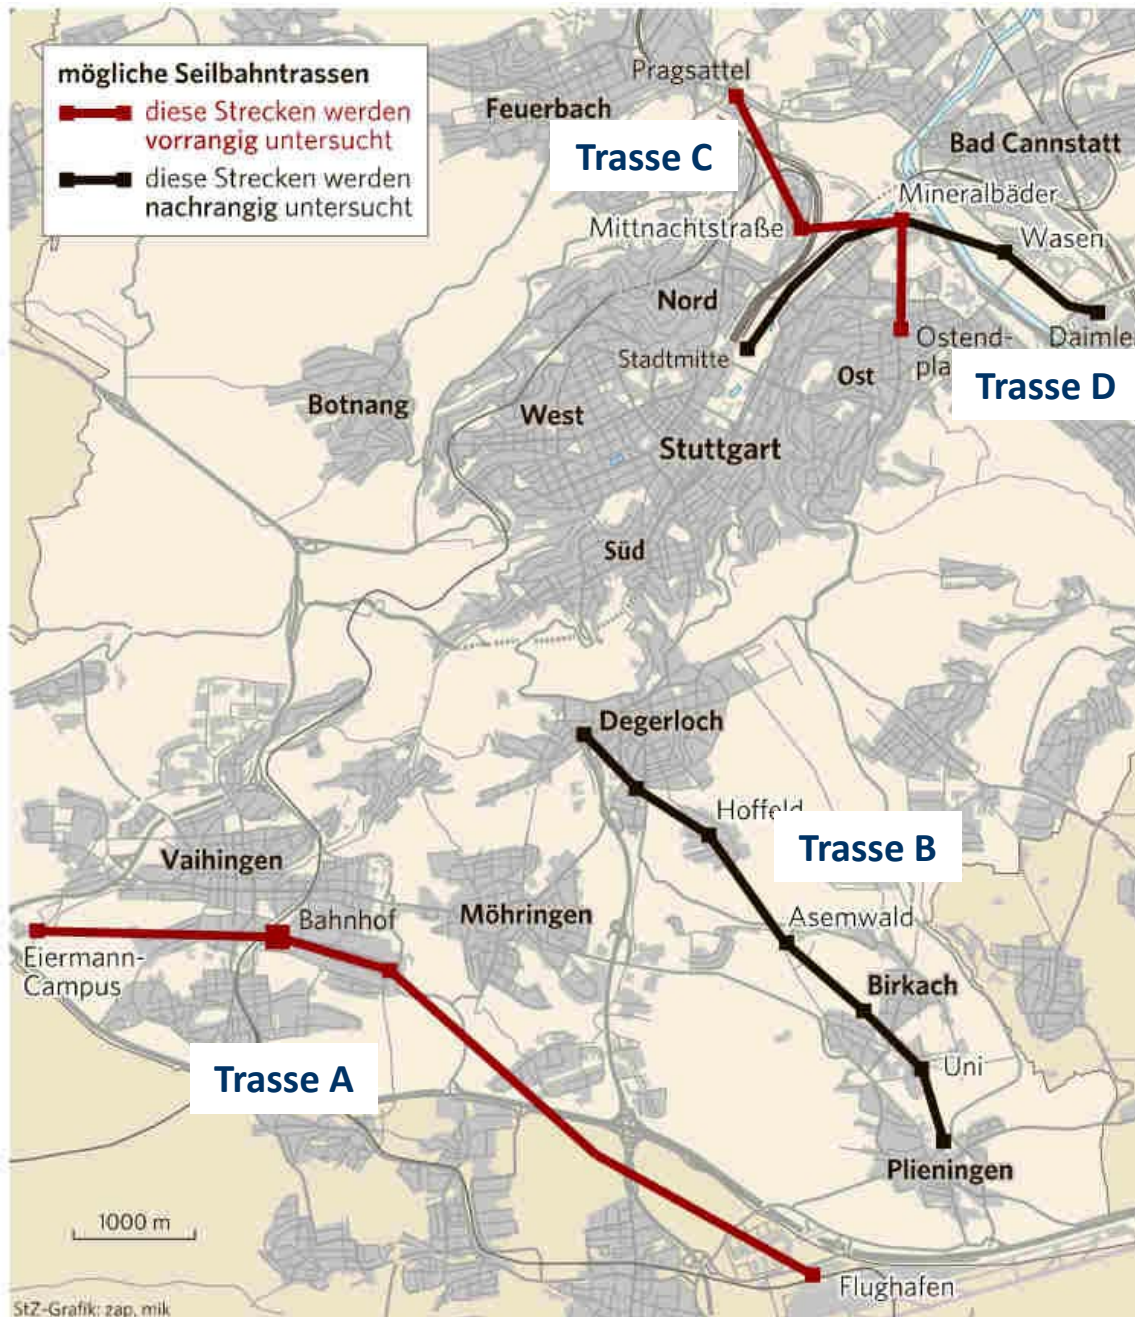 mögliche Seilbahntrassen
diese Strecken werden
vorrangig untersucht
diese Strecken werden
nachrangig untersucht
Pragsattel
Feuerbach
Trasse C
Bad Cannstatt
Mineralbäder
Mittnachtstraße
Wasen
Nord
Stadtmitte
Ostend-
Daimler
Ost
Trasse D
Botnang
West
Stuttgart
Süd
Degerloch
Hoffeld
Trasse B
Vaihingen
Bahnhof
Möhringen
Asemwald
Eiermann-
Campus
Birkach
Uni
Trasse A
Plieningen
1000 m
Flughafen
StZ-Grafik: zap, mik